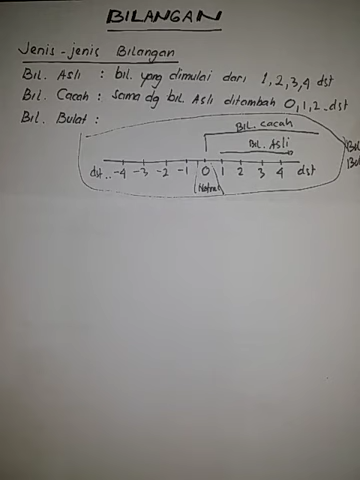 BILANGAN
Jenis-jenis Bilangan
Bil. Asli : bil. yang dimulai dari 1, 2, 3, 4 dst
Bil. Cacah : sama dg bil. Asli ditambah 0, 1, 2.. dst
Bil. Bulat :
BIL. CACAH
BIL. ASLI
dst.. -4 -3 -2 -1 0 1 2 3 4 dst